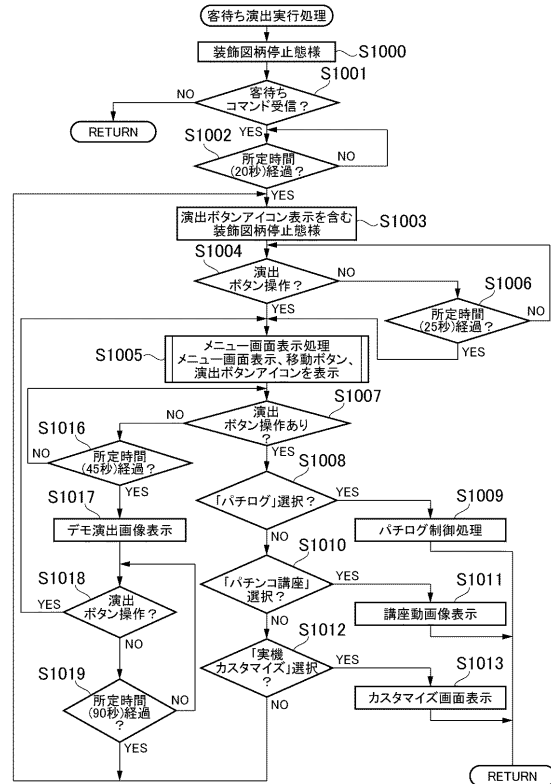 客待ち演出実行処理
S1000
装飾図柄停止態様
S1001
客待ち
コマンド受信?
NO
RETURN
YES
S1002
所定時間
(20秒)経過?
NO
YES
S1003
演出ボタンアイコン表示を含む
装飾図柄停止態様
S1004
演出
ボタン操作?
NO
YES
S1006
所定時間
(25秒)経過?
NO
YES
S1005
メニュー画面表示処理
メニュー画面表示、移動ボタン、
演出ボタンアイコンを表示
S1007
演出
ボタン操作あり
?
NO
YES
S1016
所定時間
(45秒)経過?
NO
YES
S1008
「パチログ」選択?
YES
NO
S1009
パチログ制御処理
S1017
デモ演出画像表示
S1010
「パチンコ講座」
選択?
YES
NO
S1011
講座動画像表示
S1018
演出
ボタン操作?
YES
NO
S1012
「実機
カスタマイズ」選択
?
YES
NO
S1013
カスタマイズ画面表示
S1019
所定時間
(90秒)経過
?
NO
YES
RETURN